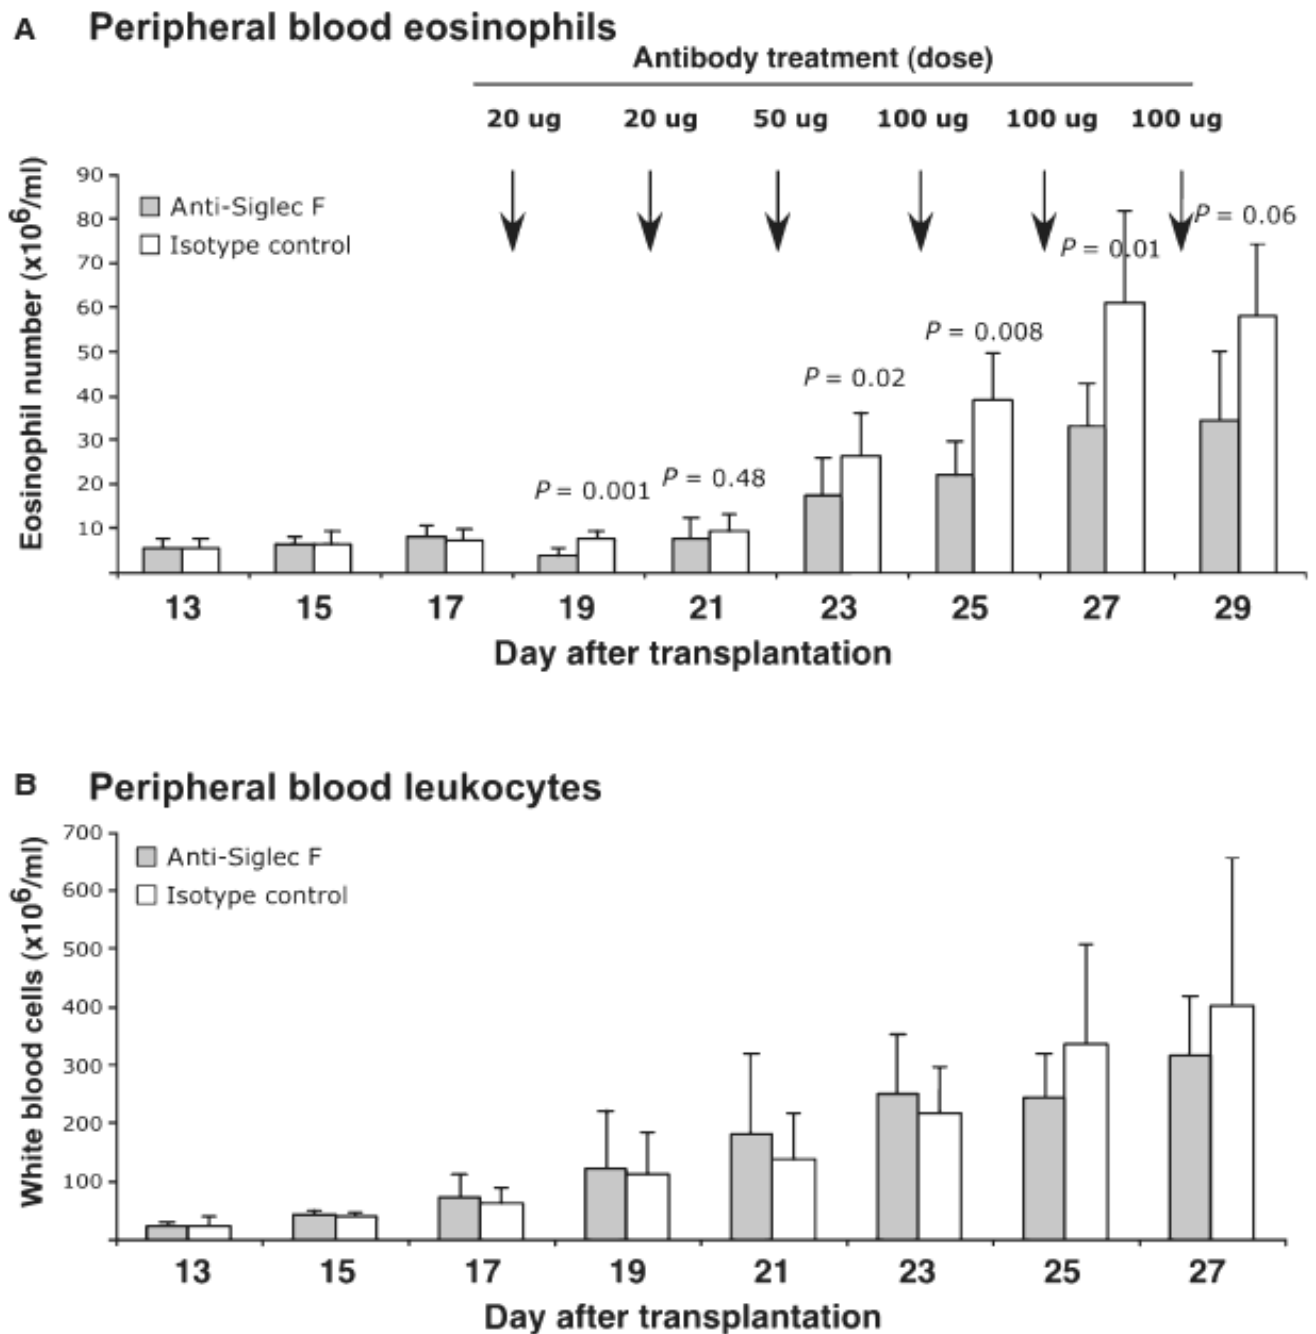 A Peripheral blood eosinophils
Antibody treatment (dose)
20 ug 20 ug 50 ug 100 ug 100 ug 100 ug
Eosinophil number (x10⁶/ml)
90
80
70
60
50
40
30
20
10
Anti-Siglec F
Isotype control
P = 0.001
P = 0.48
P = 0.02
P = 0.008
P = 0.01
P = 0.06
13 15 17 19 21 23 25 27 29
Day after transplantation
B Peripheral blood leukocytes
White blood cells (x10⁶/ml)
700
600
500
400
300
200
100
Anti-Siglec F
Isotype control
13 15 17 19 21 23 25 27
Day after transplantation